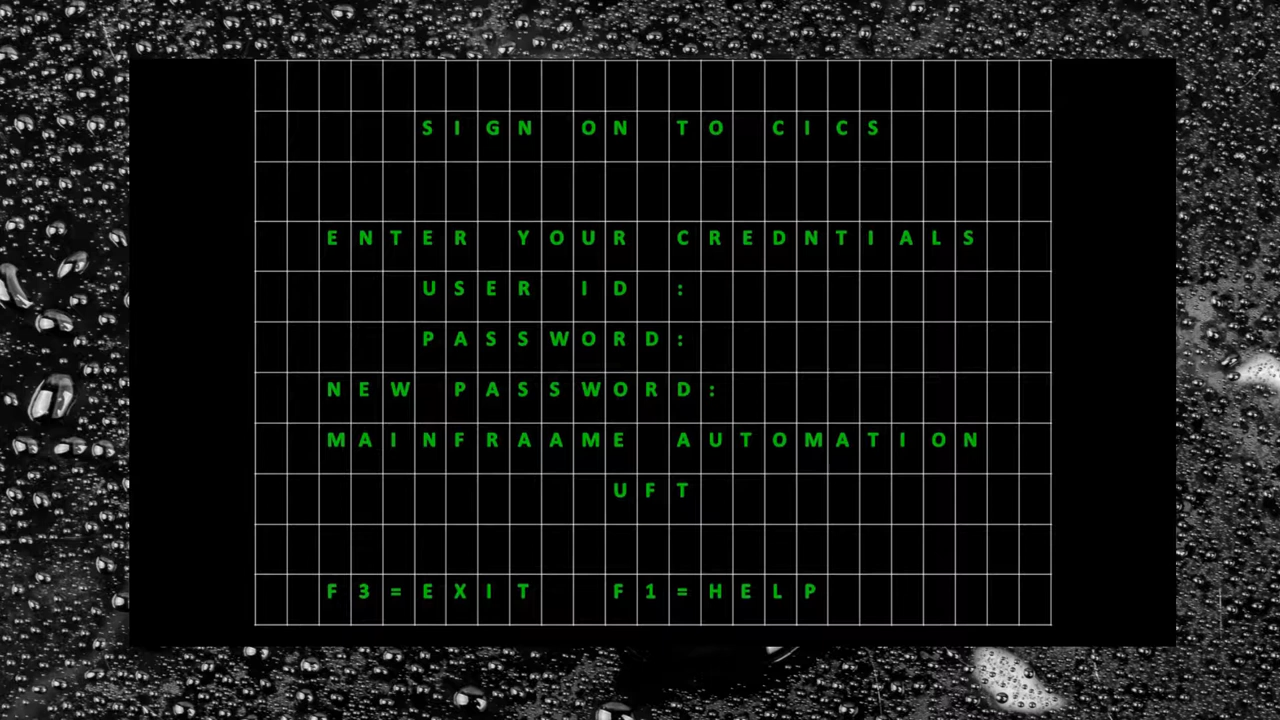 SIGN ON TO CICS
ENTER YOUR CREDNTIALS
USER ID :
PASSWORD:
NEW PASSWORD:
MAINFRAAME AUTOMATION
UFT
F3=EXIT F1=HELP